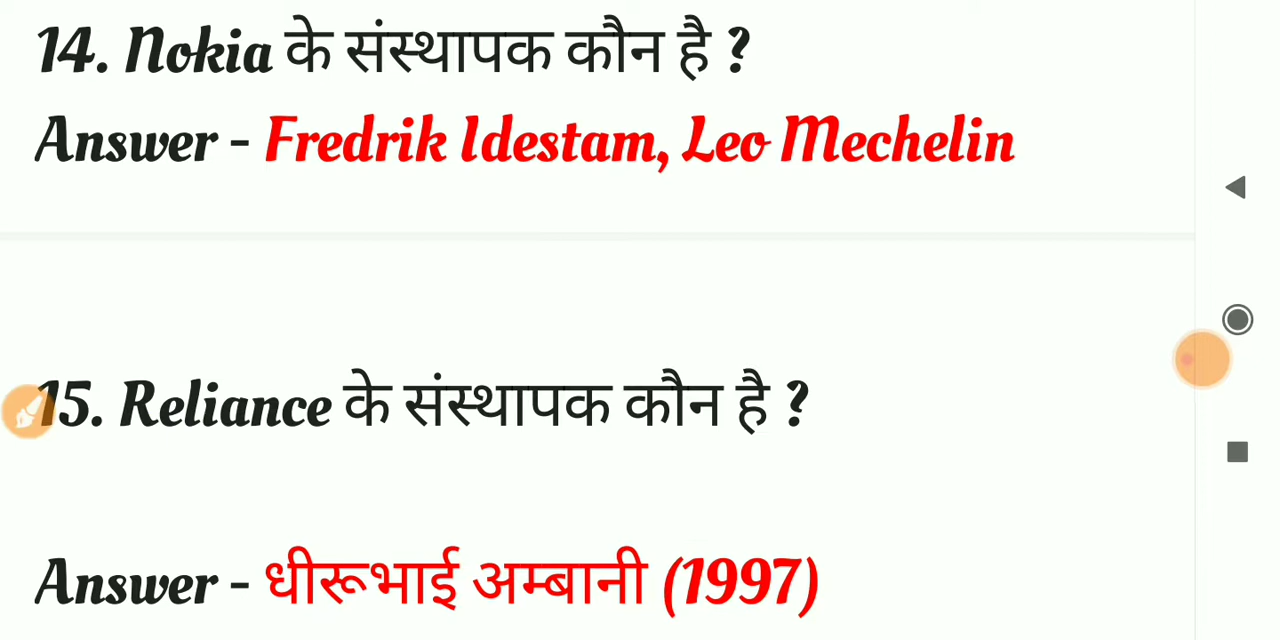 14. Nokia के संस्थापक कौन है ?
Answer - Fredrik Idestam, Leo Mechelin
15. Reliance के संस्थापक कौन है ?
Answer - धीरूभाई अम्बानी (1997)